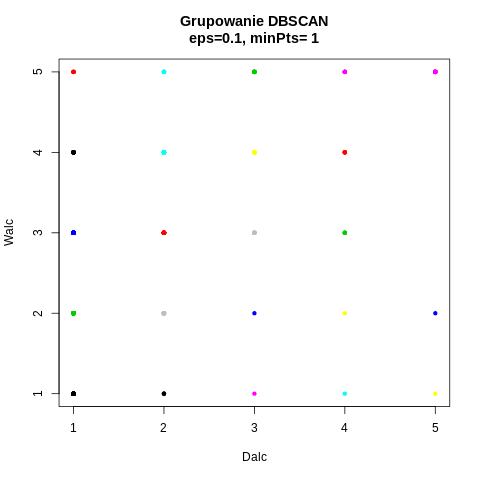 Grupowanie DBSCAN
eps=0.1, minPts= 1
5
4
3
2
1
Walc
1 2 3 4 5
Dalc